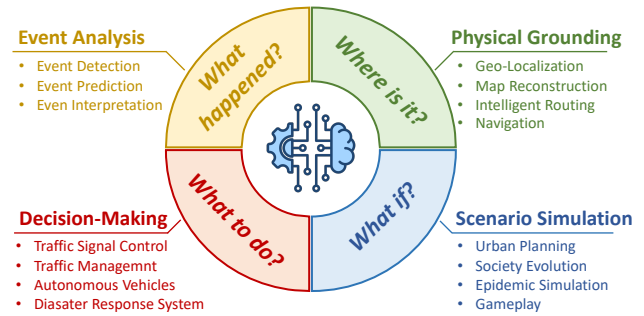 Event Analysis
• Event Detection
• Event Prediction
• Even Interpretation
What
happened?
Where is it?
Physical Grounding
• Geo-Localization
• Map Reconstruction
• Intelligent Routing
• Navigation
Decision-Making
• Traffic Signal Control
• Traffic Managemnt
• Autonomous Vehicles
• Diasater Response System
What to do?
What if?
Scenario Simulation
• Urban Planning
• Society Evolution
• Epidemic Simulation
• Gameplay